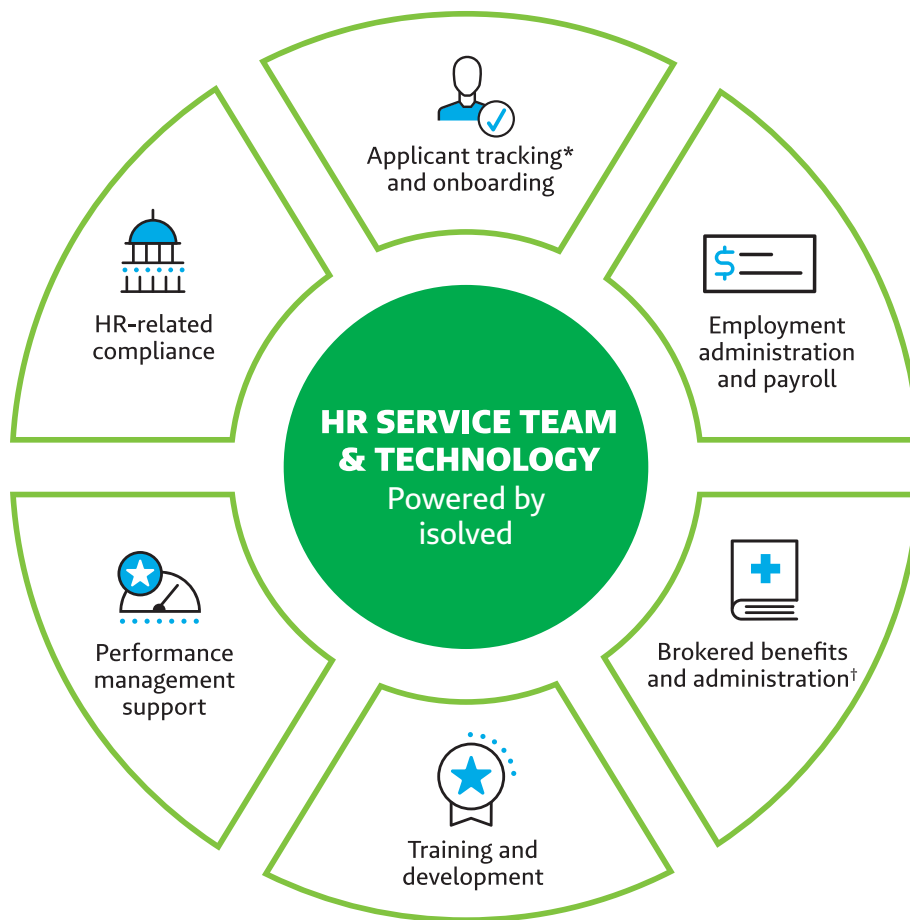 Applicant tracking*
and onboarding
Employment
administration
and payroll
Brokered benefits
and administration†
Training and
development
Performance
management
support
HR-related
compliance
HR SERVICE TEAM
& TECHNOLOGY
Powered by
isolved